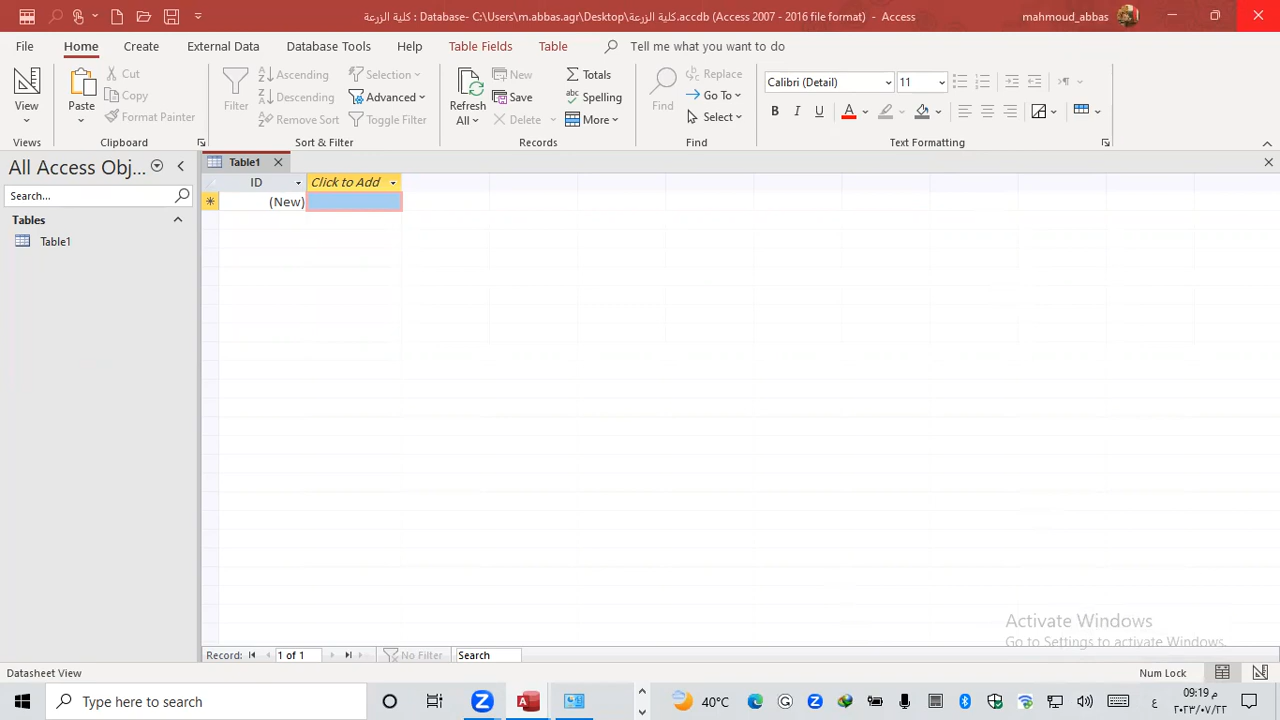 كلية الزرعة : Database- C:\Users\m.abbas.agr\Desktop\كلية الزرعة.accdb (Access 2007 - 2016 file format) - Access
mahmoud_abbas
File Home Create External Data Database Tools Help Table Fields Table Tell me what you want to do
View
Views
Paste
Cut
Copy
Format Painter
Clipboard
Filter
Ascending
Descending
Remove Sort
Selection
Advanced
Toggle Filter
Sort & Filter
Refresh
All
New
Save
Delete
Totals
Spelling
More
Records
Find
Replace
Go To
Select
Find
Calibri (Detail) 11
B I U A
Text Formatting
All Access Obj...
Search...
Tables
Table1
Table1
ID Click to Add
(New)
Activate Windows
Go to Settings to activate Windows.
Record: 1 of 1 No Filter Search
Datasheet View
Num Lock
Type here to search
40°C
ع
09:19 م
٢٠٢٣/٠٧/٢٢